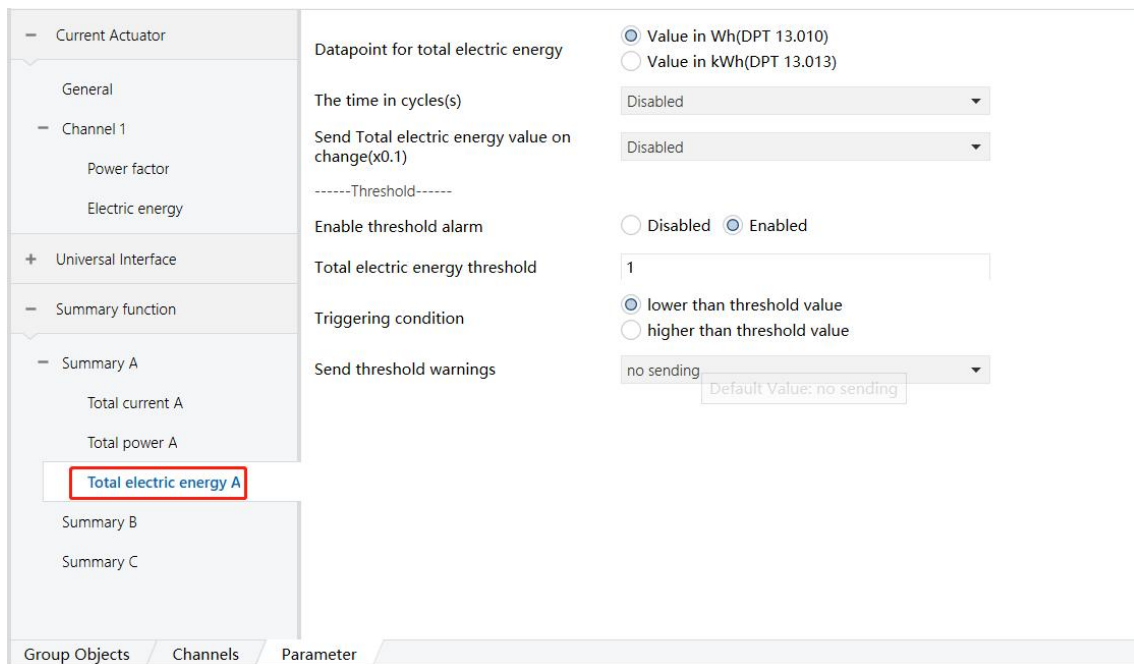 Current Actuator
General
Channel 1
Power factor
Electric energy
Universal Interface
Summary function
Summary A
Total current A
Total power A
Total electric energy A
Summary B
Summary C
Datapoint for total electric energy
Value in Wh(DPT 13.010)
Value in kWh(DPT 13.013)
The time in cycles(s)
Disabled
Send Total electric energy value on
change(x0.1)
Disabled
------Threshold------
Enable threshold alarm
Disabled Enabled
Total electric energy threshold
1
Triggering condition
lower than threshold value
higher than threshold value
Send threshold warnings
no sending
Default Value: no sending
Group Objects Channels Parameter